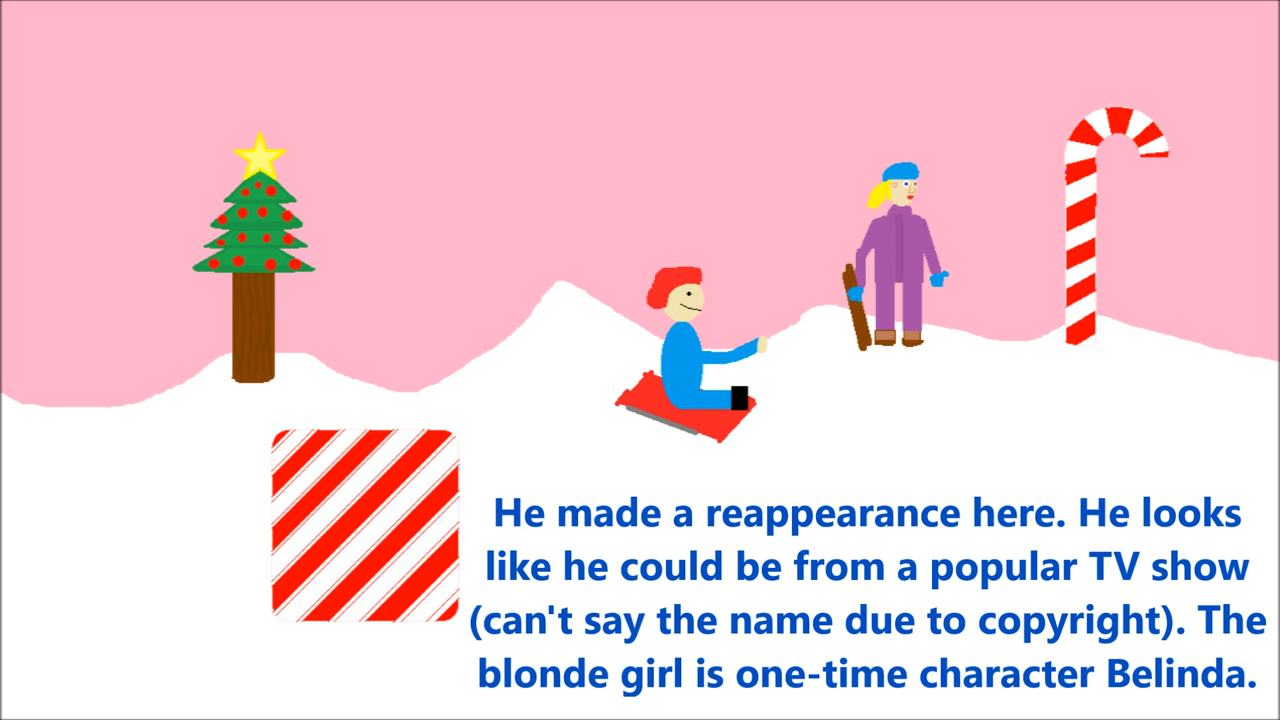 He made a reappearance here. He looks
like he could be from a popular TV show
(can't say the name due to copyright). The
blonde girl is one-time character Belinda.